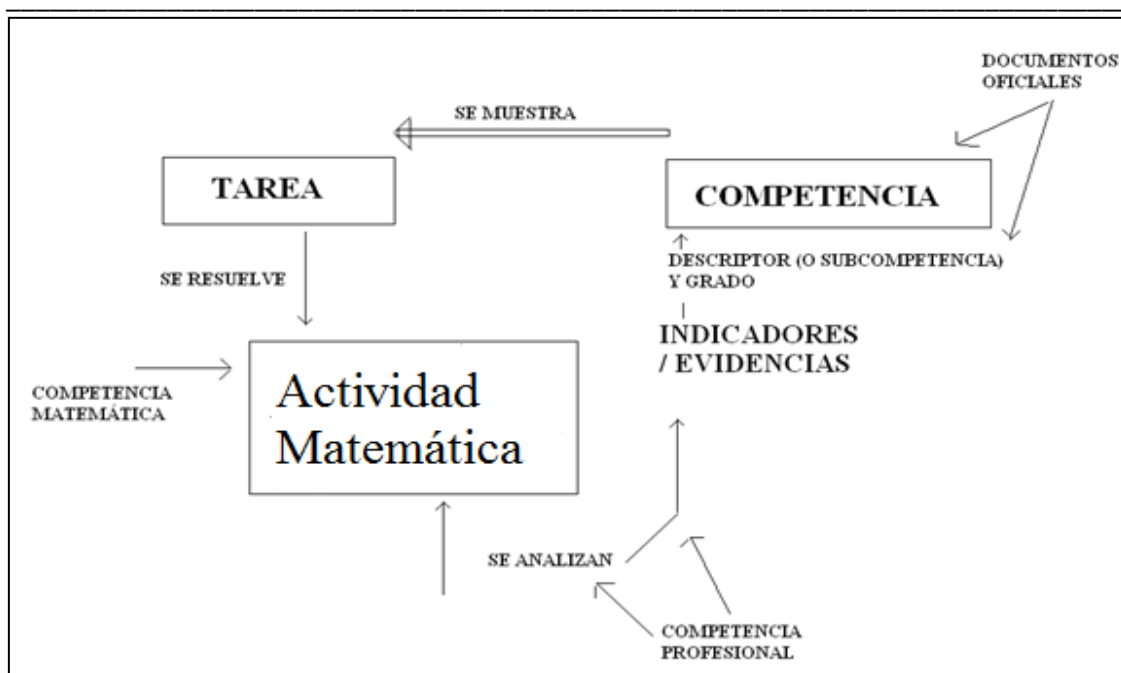 DOCUMENTOS
OFICIALES
SE MUESTRA
TAREA
COMPETENCIA
SE RESUELVE
DESCRIPTOR (O SUBCOMPETENCIA)
Y GRADO
INDICADORES
/ EVIDENCIAS
COMPETENCIA
MATEMÁTICA
Actividad
Matemática
SE ANALIZAN
COMPETENCIA
PROFESIONAL